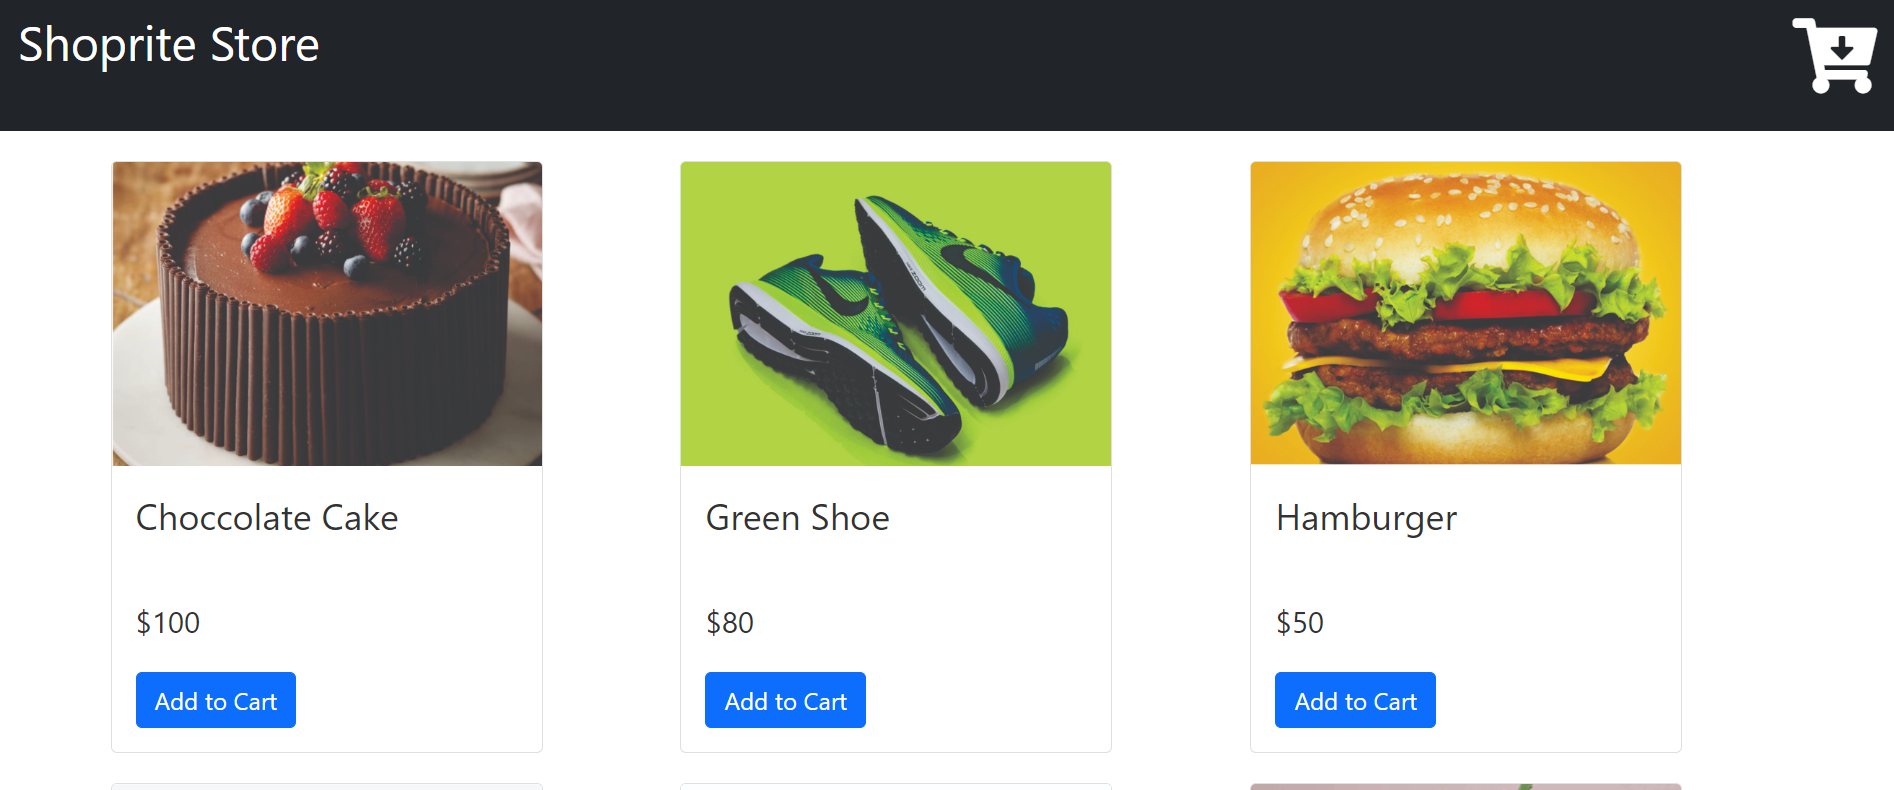 Shoprite Store
Choccolate Cake
$100
Add to Cart
Green Shoe
$80
Add to Cart
Hamburger
$50
Add to Cart